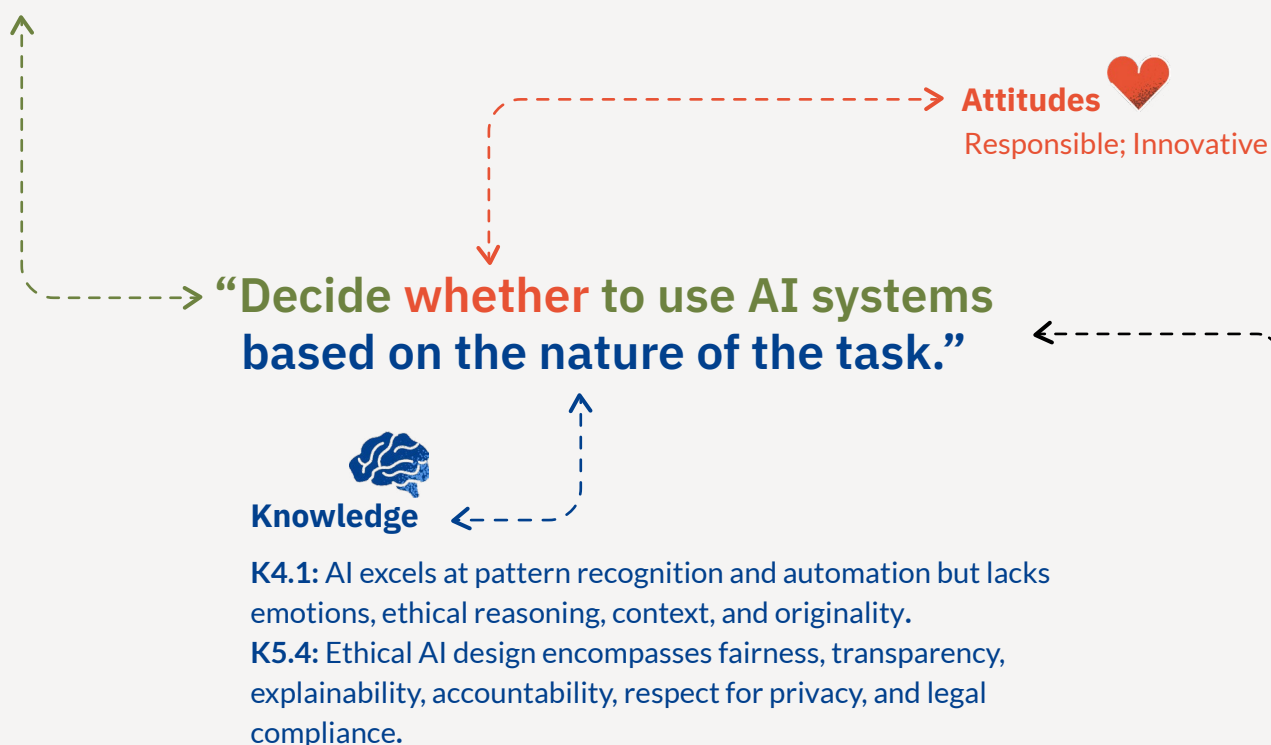 Attitudes
Responsible; Innovative
“Decide whether to use AI systems
based on the nature of the task.”
Knowledge
K4.1: AI excels at pattern recognition and automation but lacks
emotions, ethical reasoning, context, and originality.
K5.4: Ethical AI design encompasses fairness, transparency,
explainability, accountability, respect for privacy, and legal
compliance.